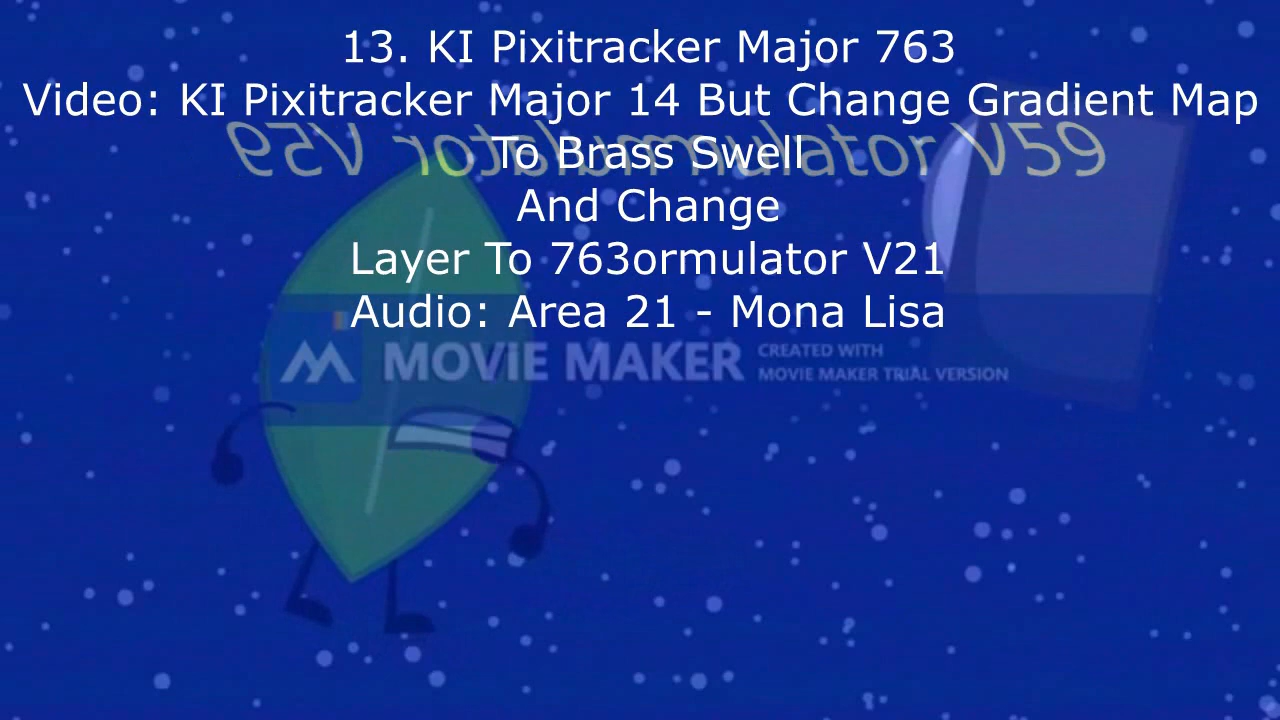 13. KI Pixitracker Major 763
Video: KI Pixitracker Major 14 But Change Gradient Map
To Brass Swell
And Change
Layer To 763ormulator V21
Audio: Area 21 - Mona Lisa
MOViE MAKER
CREATED WITH
MOVIE MAKER TRIAL VERSION